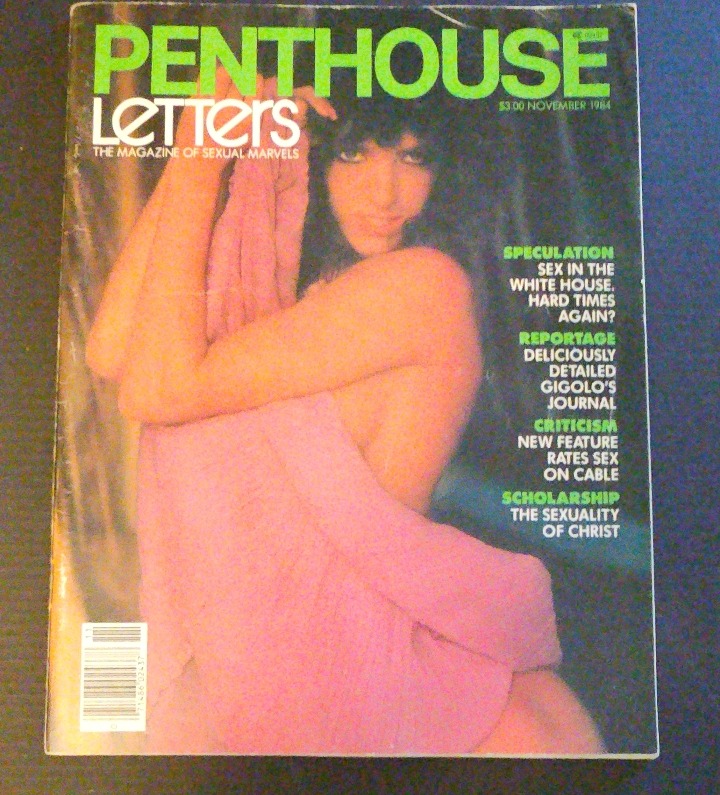 PENTHOUSE
LETTERS
$3.00 NOVEMBER 1984
THE MAGAZINE OF SEXUAL MARVELS
SPECULATION
SEX IN THE
WHITE HOUSE.
HARD TIMES
AGAIN?
REPORTAGE
DELICIOUSLY
DETAILED
GIGOLO'S
JOURNAL
CRITICISM
NEW FEATURE
RATES SEX
ON CABLE
SCHOLARSHIP
THE SEXUALITY
OF CHRIST